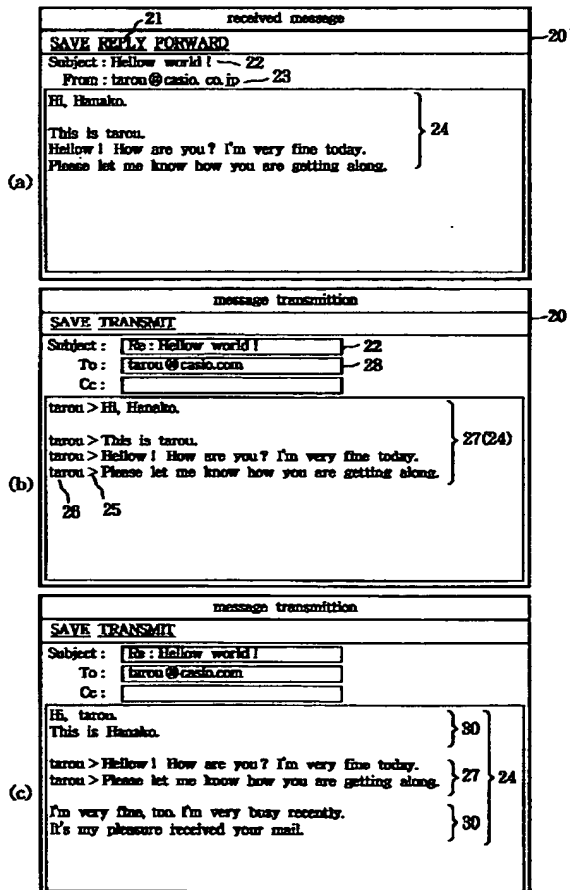 21 received message
SAVE REPLY FORWARD 20
Subject : Hellow world ! 22
From : tarou@casio. co. jp 23
Hi, Hanako.
This is tarou. 24
Hellow ! How are you ? I'm very fine today.
Please let me know how you are getting along.
(a)
message transmittion
SAVE TRANSMIT 20
Subject : Re : Hellow world ! 22
To : tarou@casio.com 28
Cc :
tarou > Hi, Hanako.
tarou > This is tarou. 27(24)
tarou > Hellow ! How are you ? I'm very fine today.
tarou > Please let me know how you are getting along.
(b)
26 25
message transmittion
SAVE TRANSMIT
Subject : Re : Hellow world !
To : tarou@casio.com
Cc :
Hi, tarou.
This is Hanako. 30
tarou > Hellow ! How are you ? I'm very fine today.
tarou > Please let me know how you are getting along. 27 24
(c)
I'm very fine, too. I'm very busy recently.
It's my pleasure received your mail. 30